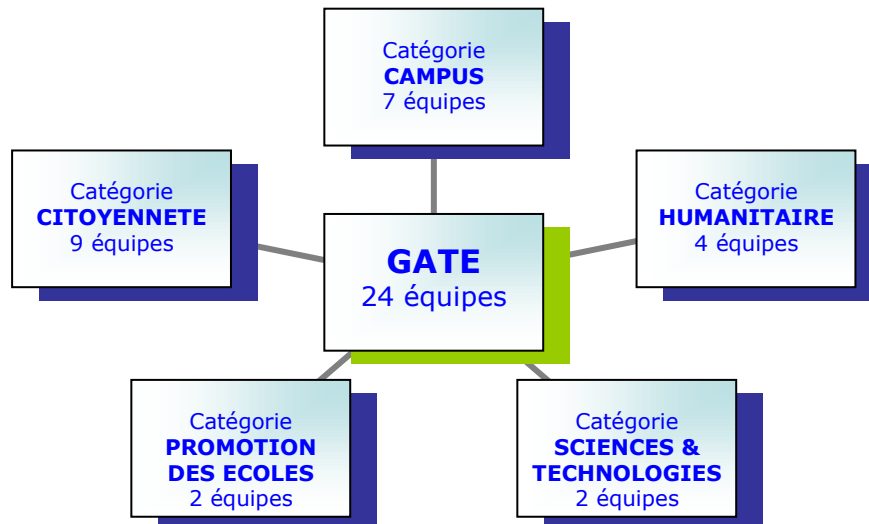 Catégorie
CAMPUS
7 équipes
Catégorie
CITOYENNETE
9 équipes
Catégorie
HUMANITAIRE
4 équipes
GATE
24 équipes
Catégorie
PROMOTION
DES ECOLES
2 équipes
Catégorie
SCIENCES &
TECHNOLOGIES
2 équipes